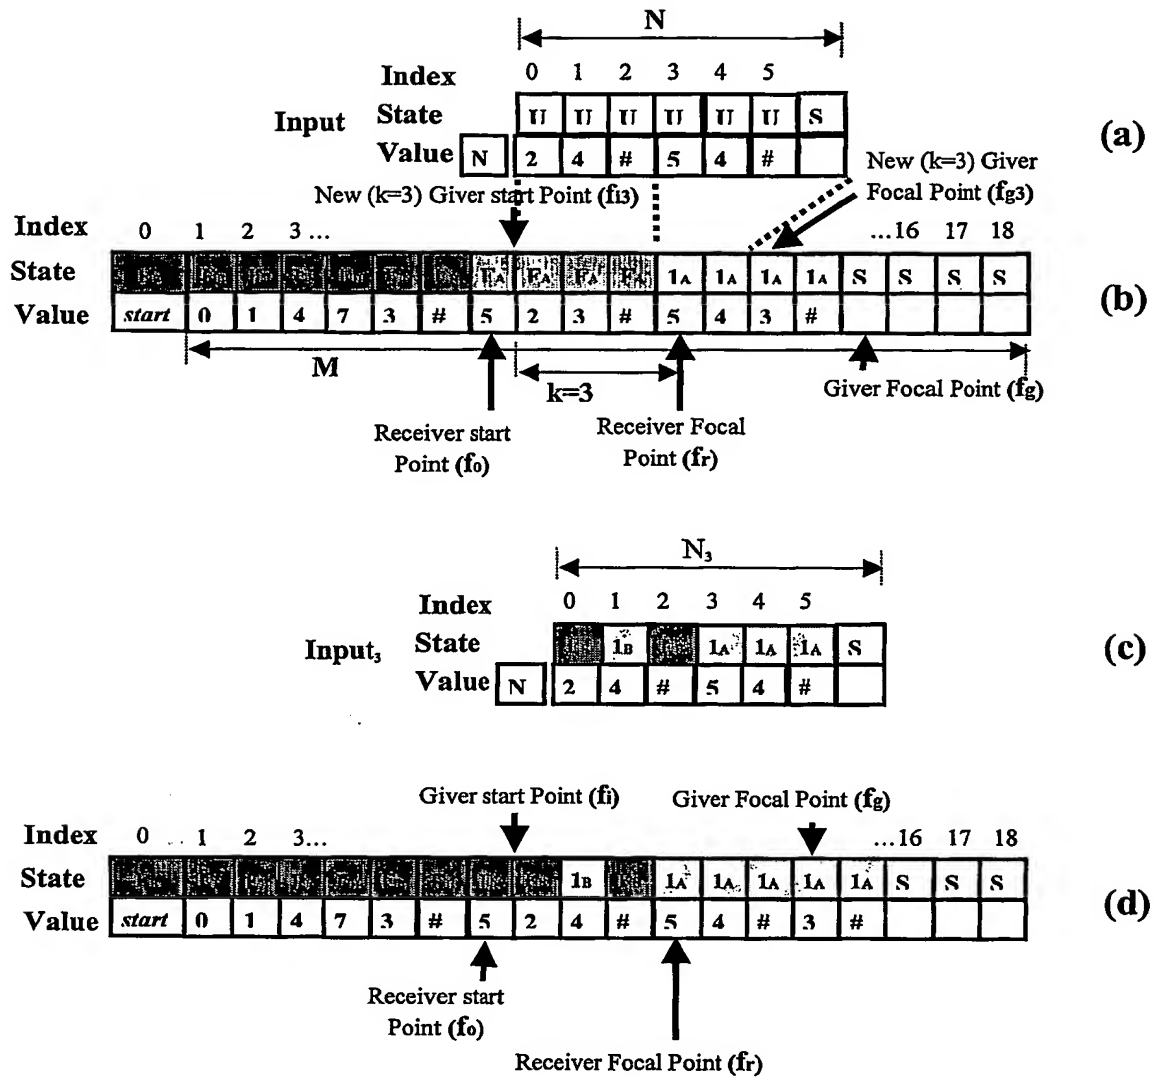 N
Index 0 1 2 3 4 5
State U U U U U U S
Input
(a)
Value N 2 4 # 5 4 #
New (k=3) Giver start Point (fi3)
New (k=3) Giver
Focal Point (fg3)
Index 0 1 2 3... ...16 17 18
State FA FA FA 1A 1A 1A 1A S S S S
(b)
Value start 0 1 4 7 3 # 5 2 3 # 5 4 3 #
M
k=3
Giver Focal Point (fg)
Receiver start
Point (f0)
Receiver Focal
Point (fr)
N3
Index 0 1 2 3 4 5
Input3 State 1B 1A 1A 1A S
(c)
Value N 2 4 # 5 4 #
Giver start Point (fi)
Giver Focal Point (fg)
Index 0 1 2 3... ...16 17 18
State 1B 1A 1A 1A 1A 1A S S S
(d)
Value start 0 1 4 7 3 # 5 2 4 # 5 4 # 3 #
Receiver start
Point (f0)
Receiver Focal Point (fr)